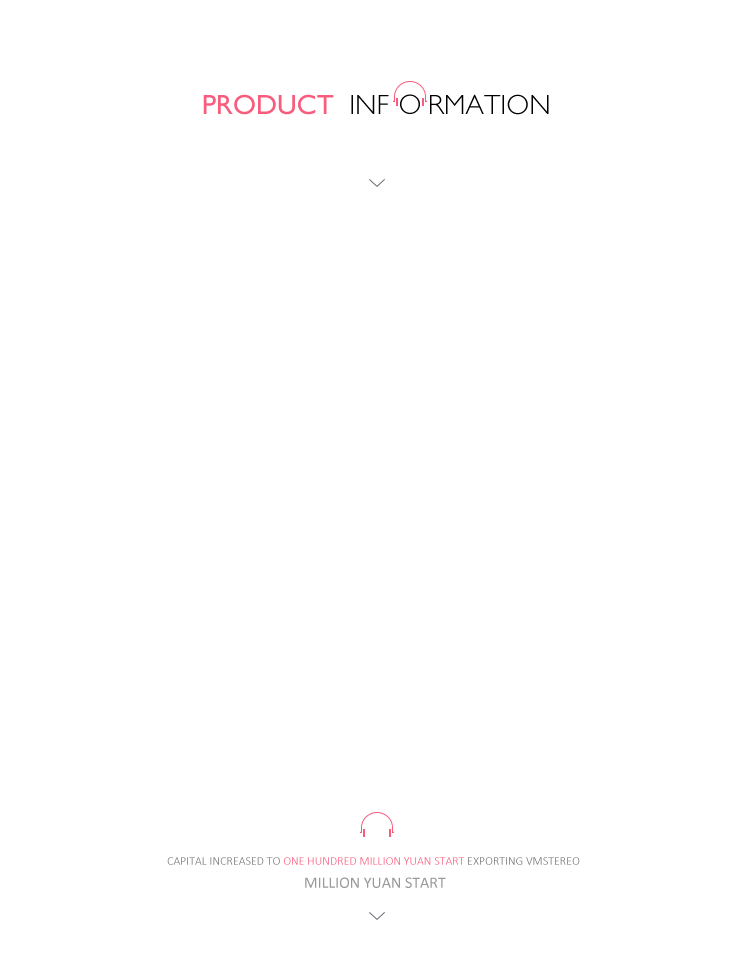 PRODUCT INFORMATION
CAPITAL INCREASED TO ONE HUNDRED MILLION YUAN START EXPORTING VMSTEREO
MILLION YUAN START